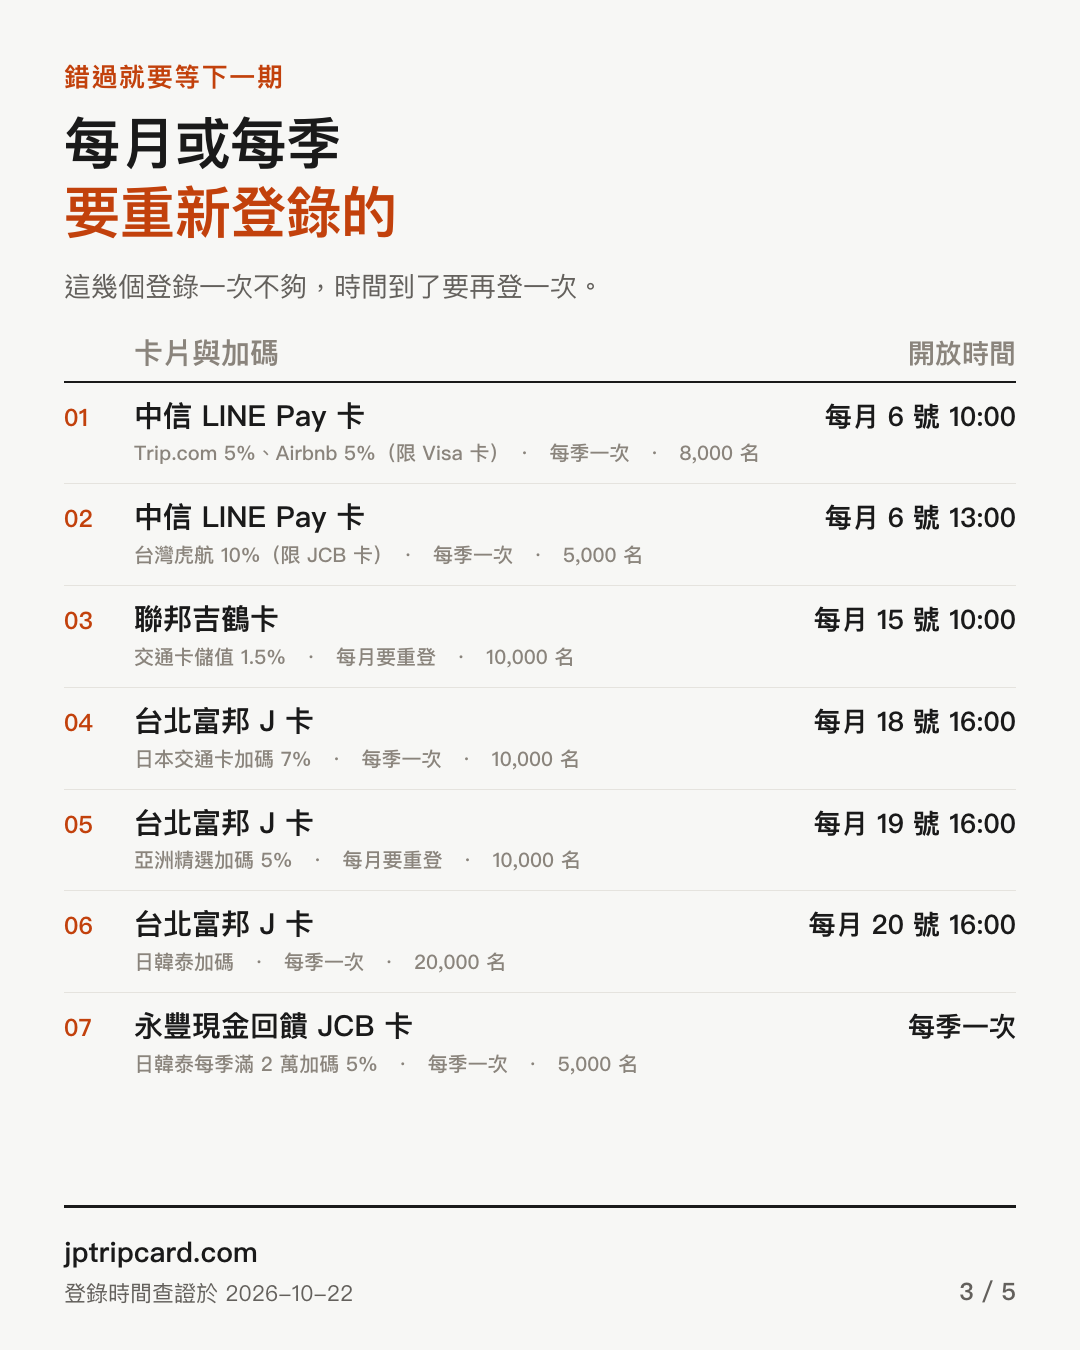 錯過就要等下一期
每月或每季
要重新登錄的
這幾個登錄一次不夠，時間到了要再登一次。
卡片與加碼 開放時間
01 中信 LINE Pay 卡 每月 6 號 10:00
Trip.com 5%、Airbnb 5%（限 Visa 卡） · 每季一次 · 8,000 名
02 中信 LINE Pay 卡 每月 6 號 13:00
台灣虎航 10%（限 JCB 卡） · 每季一次 · 5,000 名
03 聯邦吉鶴卡 每月 15 號 10:00
交通卡儲值 1.5% · 每月要重登 · 10,000 名
04 台北富邦 J 卡 每月 18 號 16:00
日本交通卡加碼 7% · 每季一次 · 10,000 名
05 台北富邦 J 卡 每月 19 號 16:00
亞洲精選加碼 5% · 每月要重登 · 10,000 名
06 台北富邦 J 卡 每月 20 號 16:00
日韓泰加碼 · 每季一次 · 20,000 名
07 永豐現金回饋 JCB 卡 每季一次
日韓泰每季滿 2 萬加碼 5% · 每季一次 · 5,000 名
jptripcard.com
登錄時間查證於 2026–10–22 3 / 5